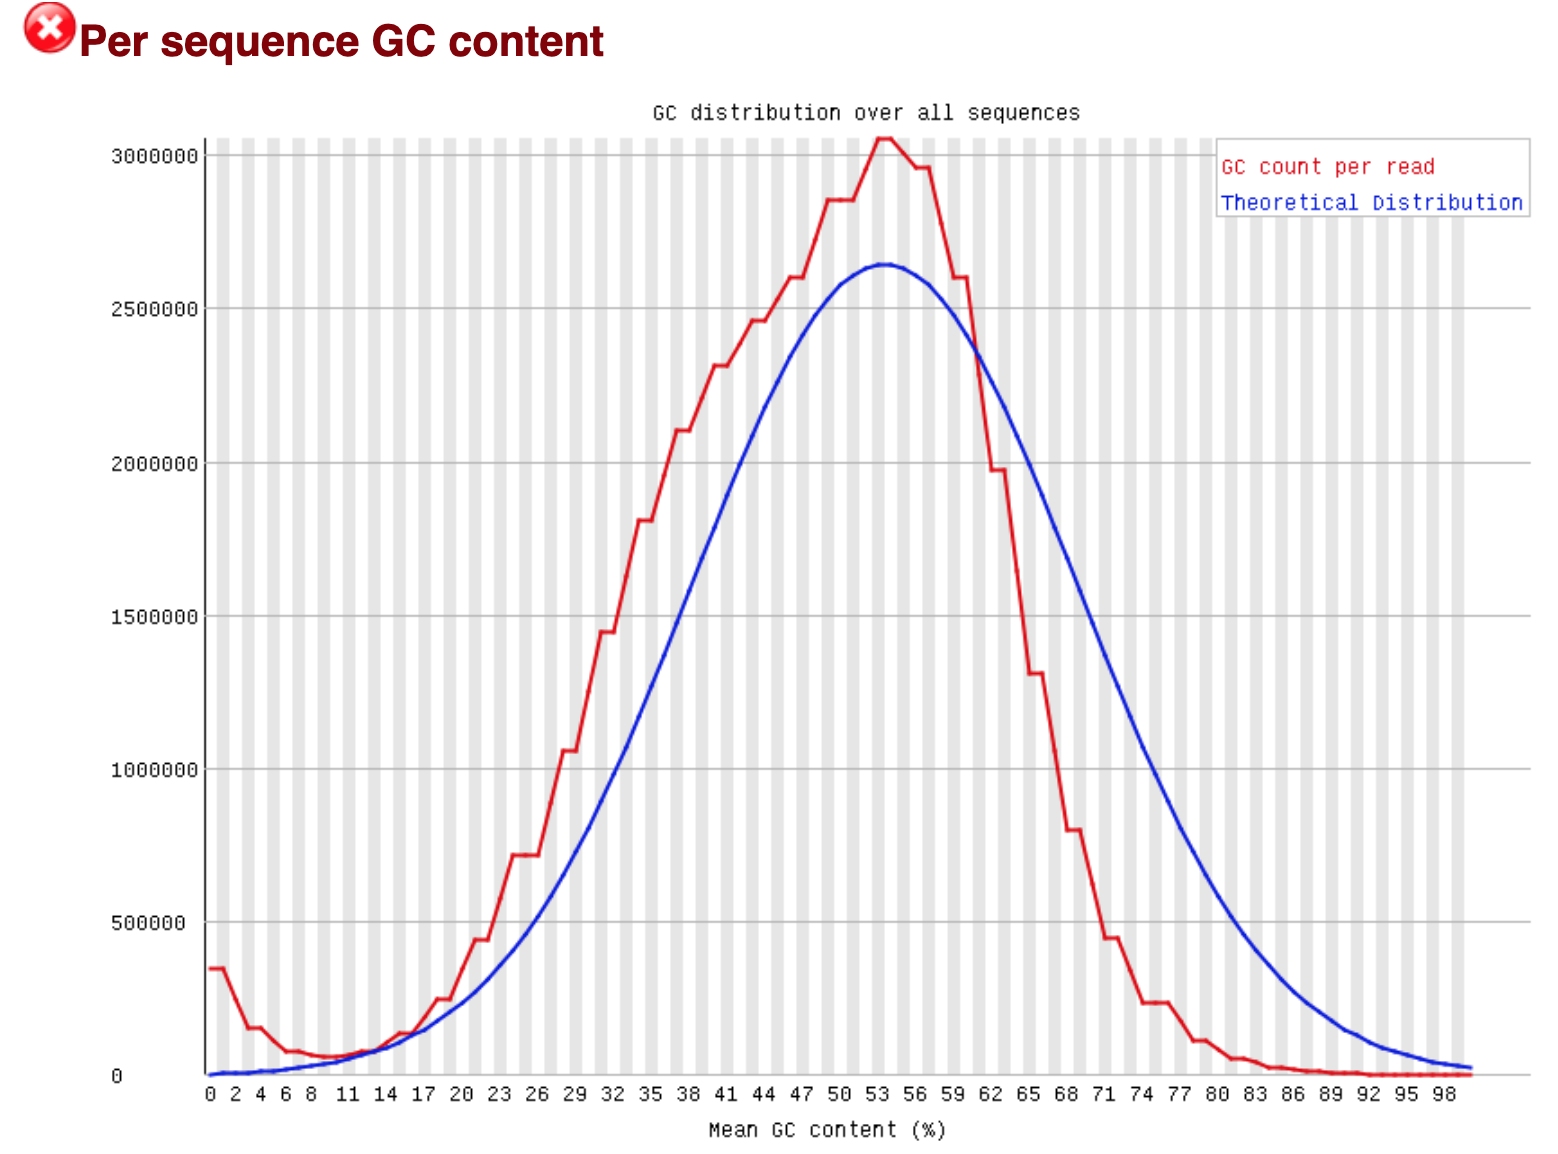 Per sequence GC content
GC distribution over all sequences
GC count per read
Theoretical Distribution
3000000
2500000
2000000
1500000
1000000
500000
0
0 2 4 6 8 11 14 17 20 23 26 29 32 35 38 41 44 47 50 53 56 59 62 65 68 71 74 77 80 83 86 89 92 95 98
Mean GC content (%)